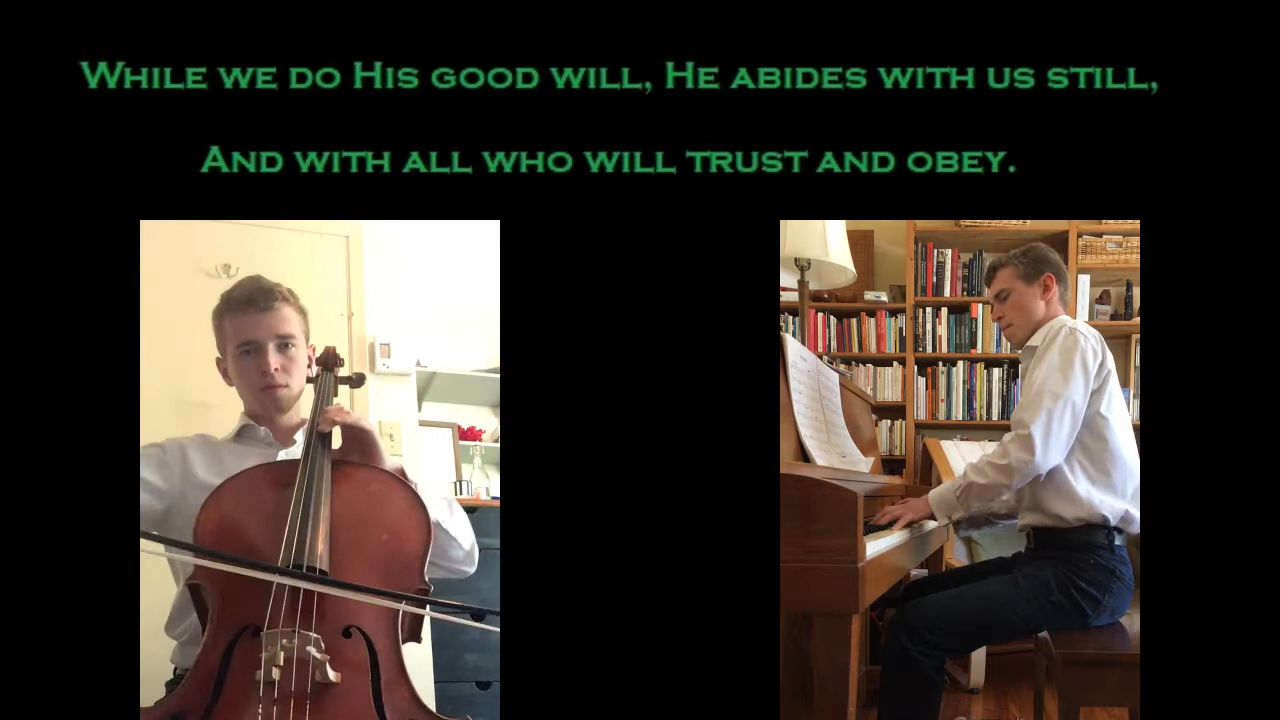 While we do His good will, He abides with us still,
And with all who will trust and obey.